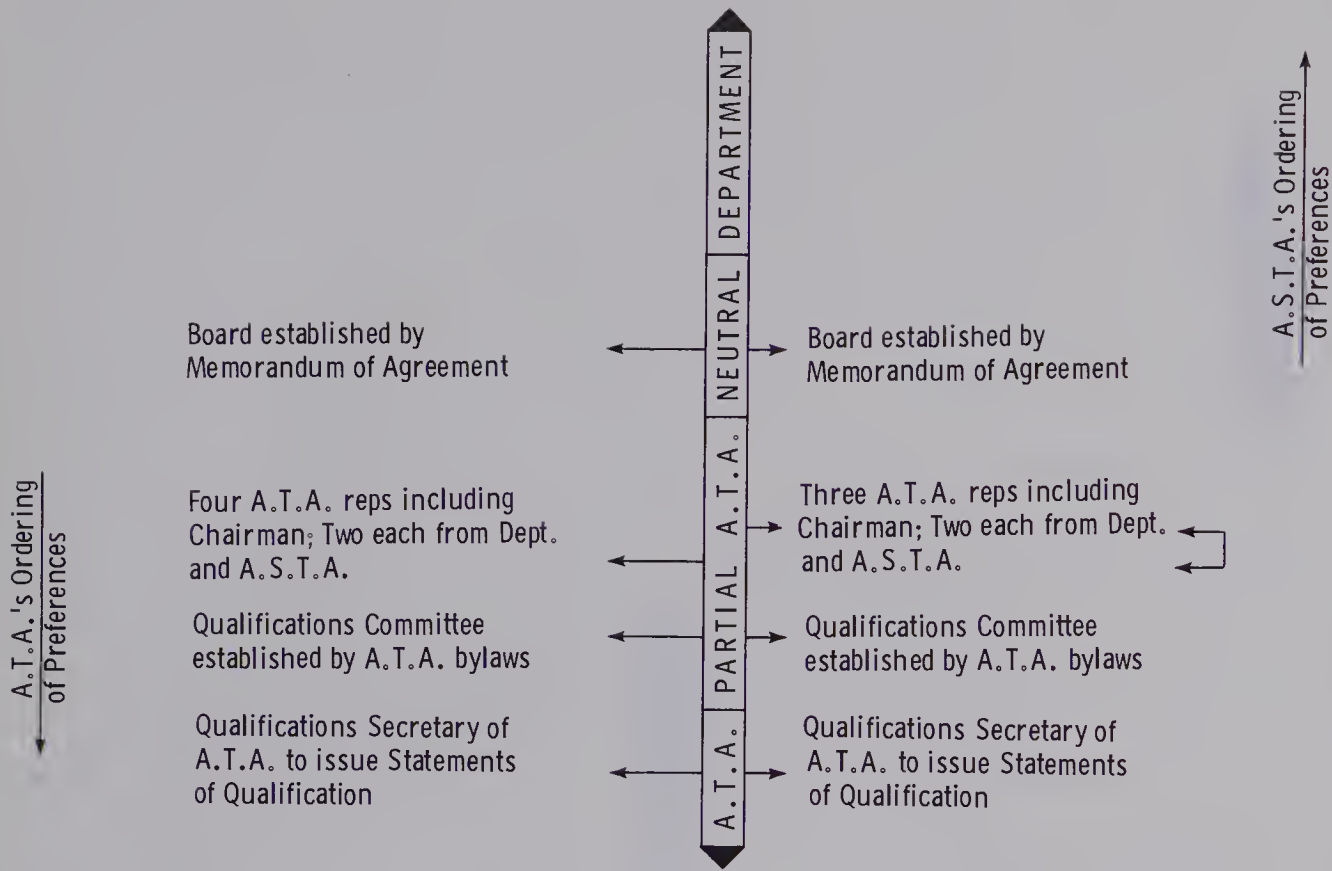 A.T.A.'s Ordering
of Preferences
Board established by
Memorandum of Agreement
Four A.T.A. reps including
Chairman; Two each from Dept.
and A.S.T.A.
Qualifications Committee
established by A.T.A. bylaws
Qualifications Secretary of
A.T.A. to issue Statements
of Qualification
DEPARTMENT
NEUTRAL
PARTIAL A.T.A.
A.T.A.
Board established by
Memorandum of Agreement
Three A.T.A. reps including
Chairman; Two each from Dept.
and A.S.T.A.
Qualifications Committee
established by A.T.A. bylaws
Qualifications Secretary of
A.T.A. to issue Statements
of Qualification
A.S.T.A.'s Ordering
of Preferences